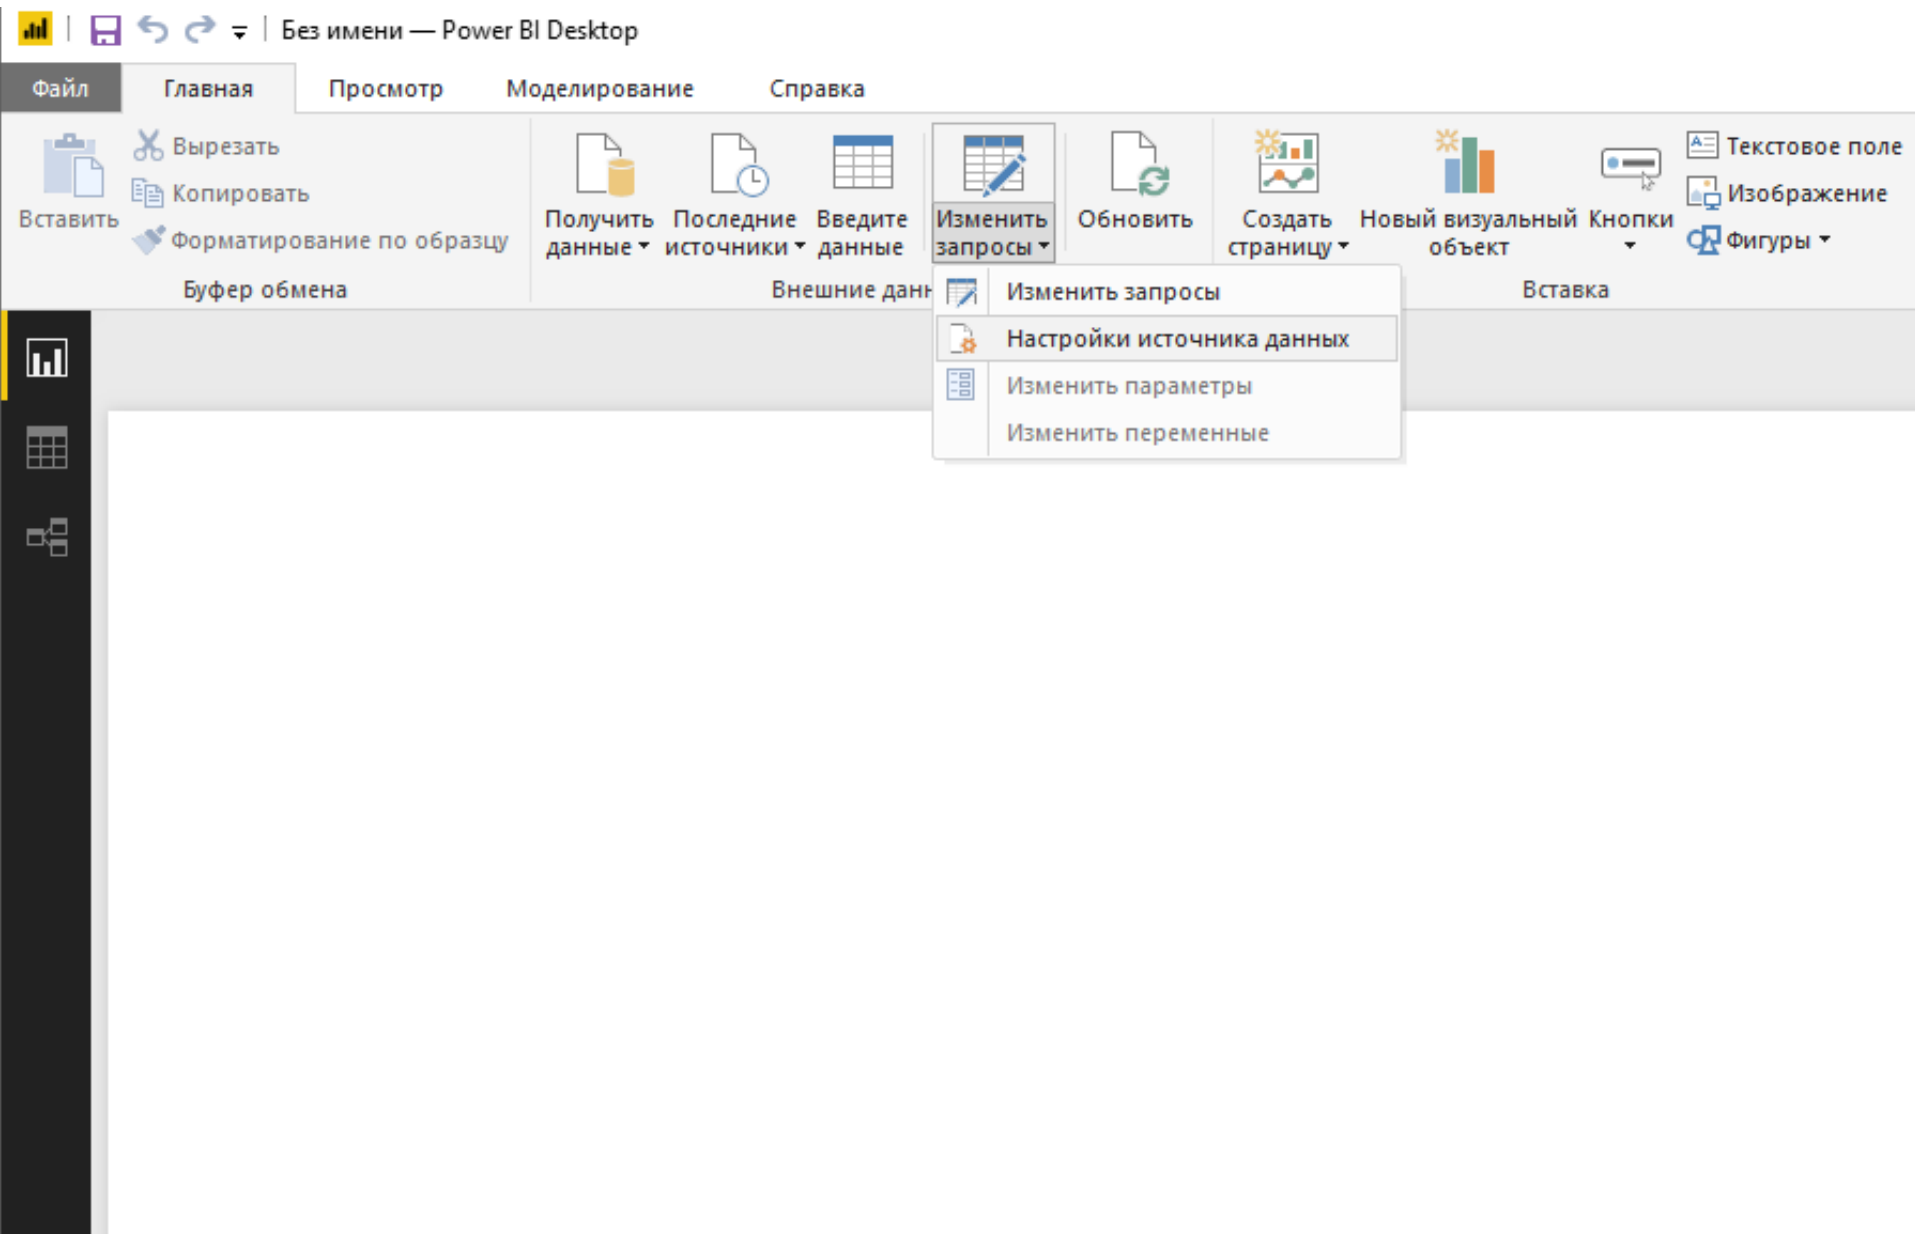 Без имени — Power BI Desktop
Файл Главная Просмотр Моделирование Справка
Вставить
Вырезать
Копировать
Форматирование по образцу
Буфер обмена
Получить
данные
Последние
источники
Введите
данные
Изменить
запросы
Обновить
Внешние данн
Создать
страницу
Новый визуальный
объект
Кнопки
Текстовое поле
Изображение
Фигуры
Вставка
Изменить запросы
Настройки источника данных
Изменить параметры
Изменить переменные